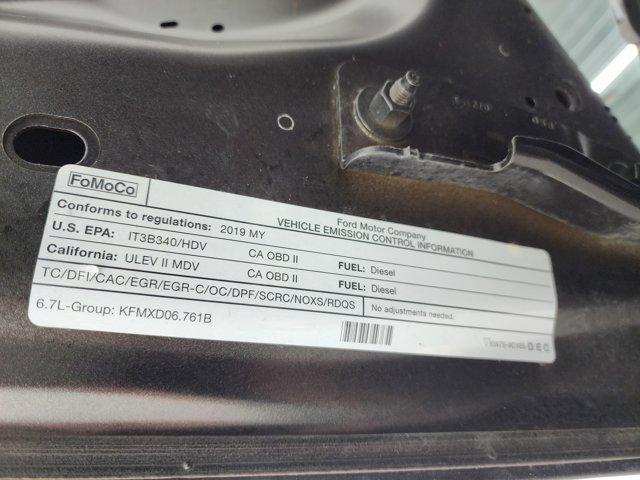 FoMoCo
Ford Motor Company
VEHICLE EMISSION CONTROL INFORMATION
Conforms to regulations: 2019 MY
U.S. EPA: IT3B340/HDV CA OBD II FUEL: Diesel
California: ULEV II MDV CA OBD II FUEL: Diesel
TC/DFI/CAC/EGR/EGR-C/OC/DPF/SCRC/NOXS/RDQS No adjustments needed.
6.7L-Group: KFMXD06.761B
DEC